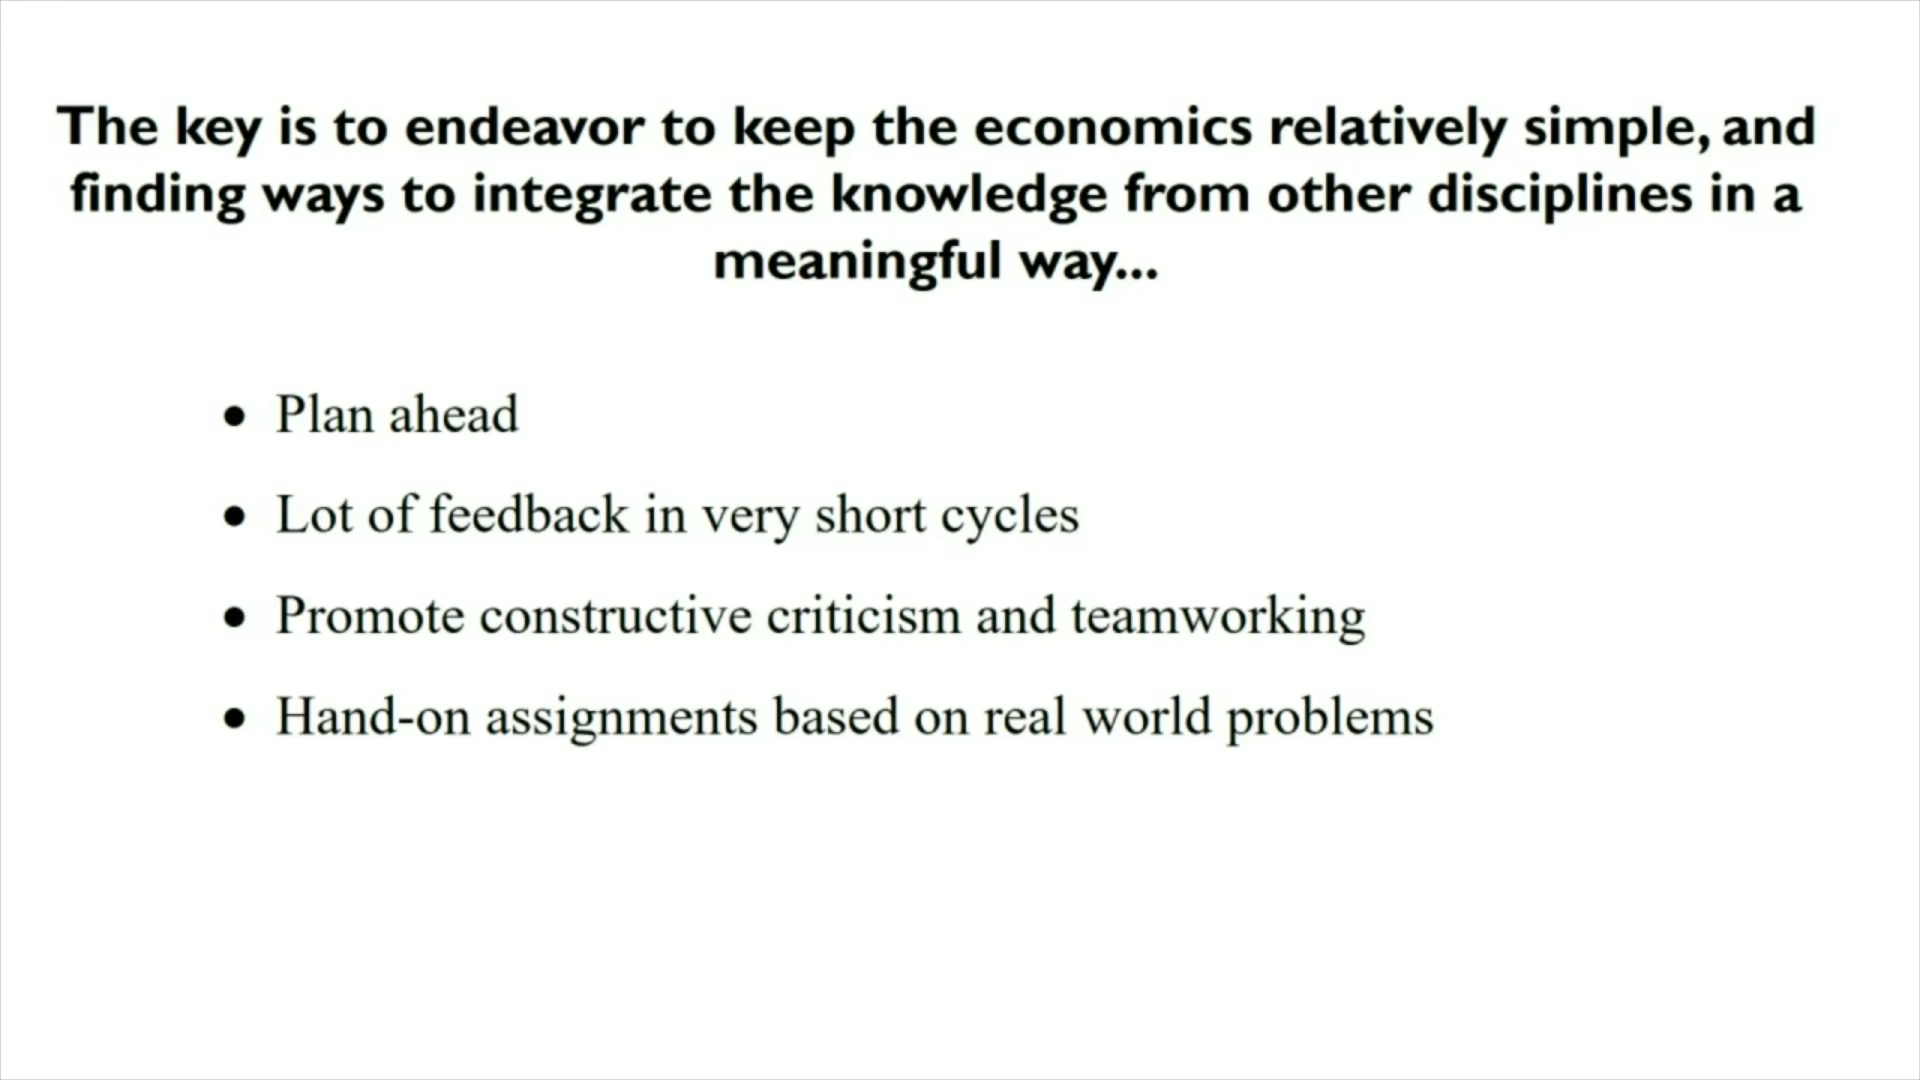 The key is to endeavor to keep the economics relatively simple, and
finding ways to integrate the knowledge from other disciplines in a
meaningful way...
• Plan ahead
• Lot of feedback in very short cycles
• Promote constructive criticism and teamworking
• Hand-on assignments based on real world problems